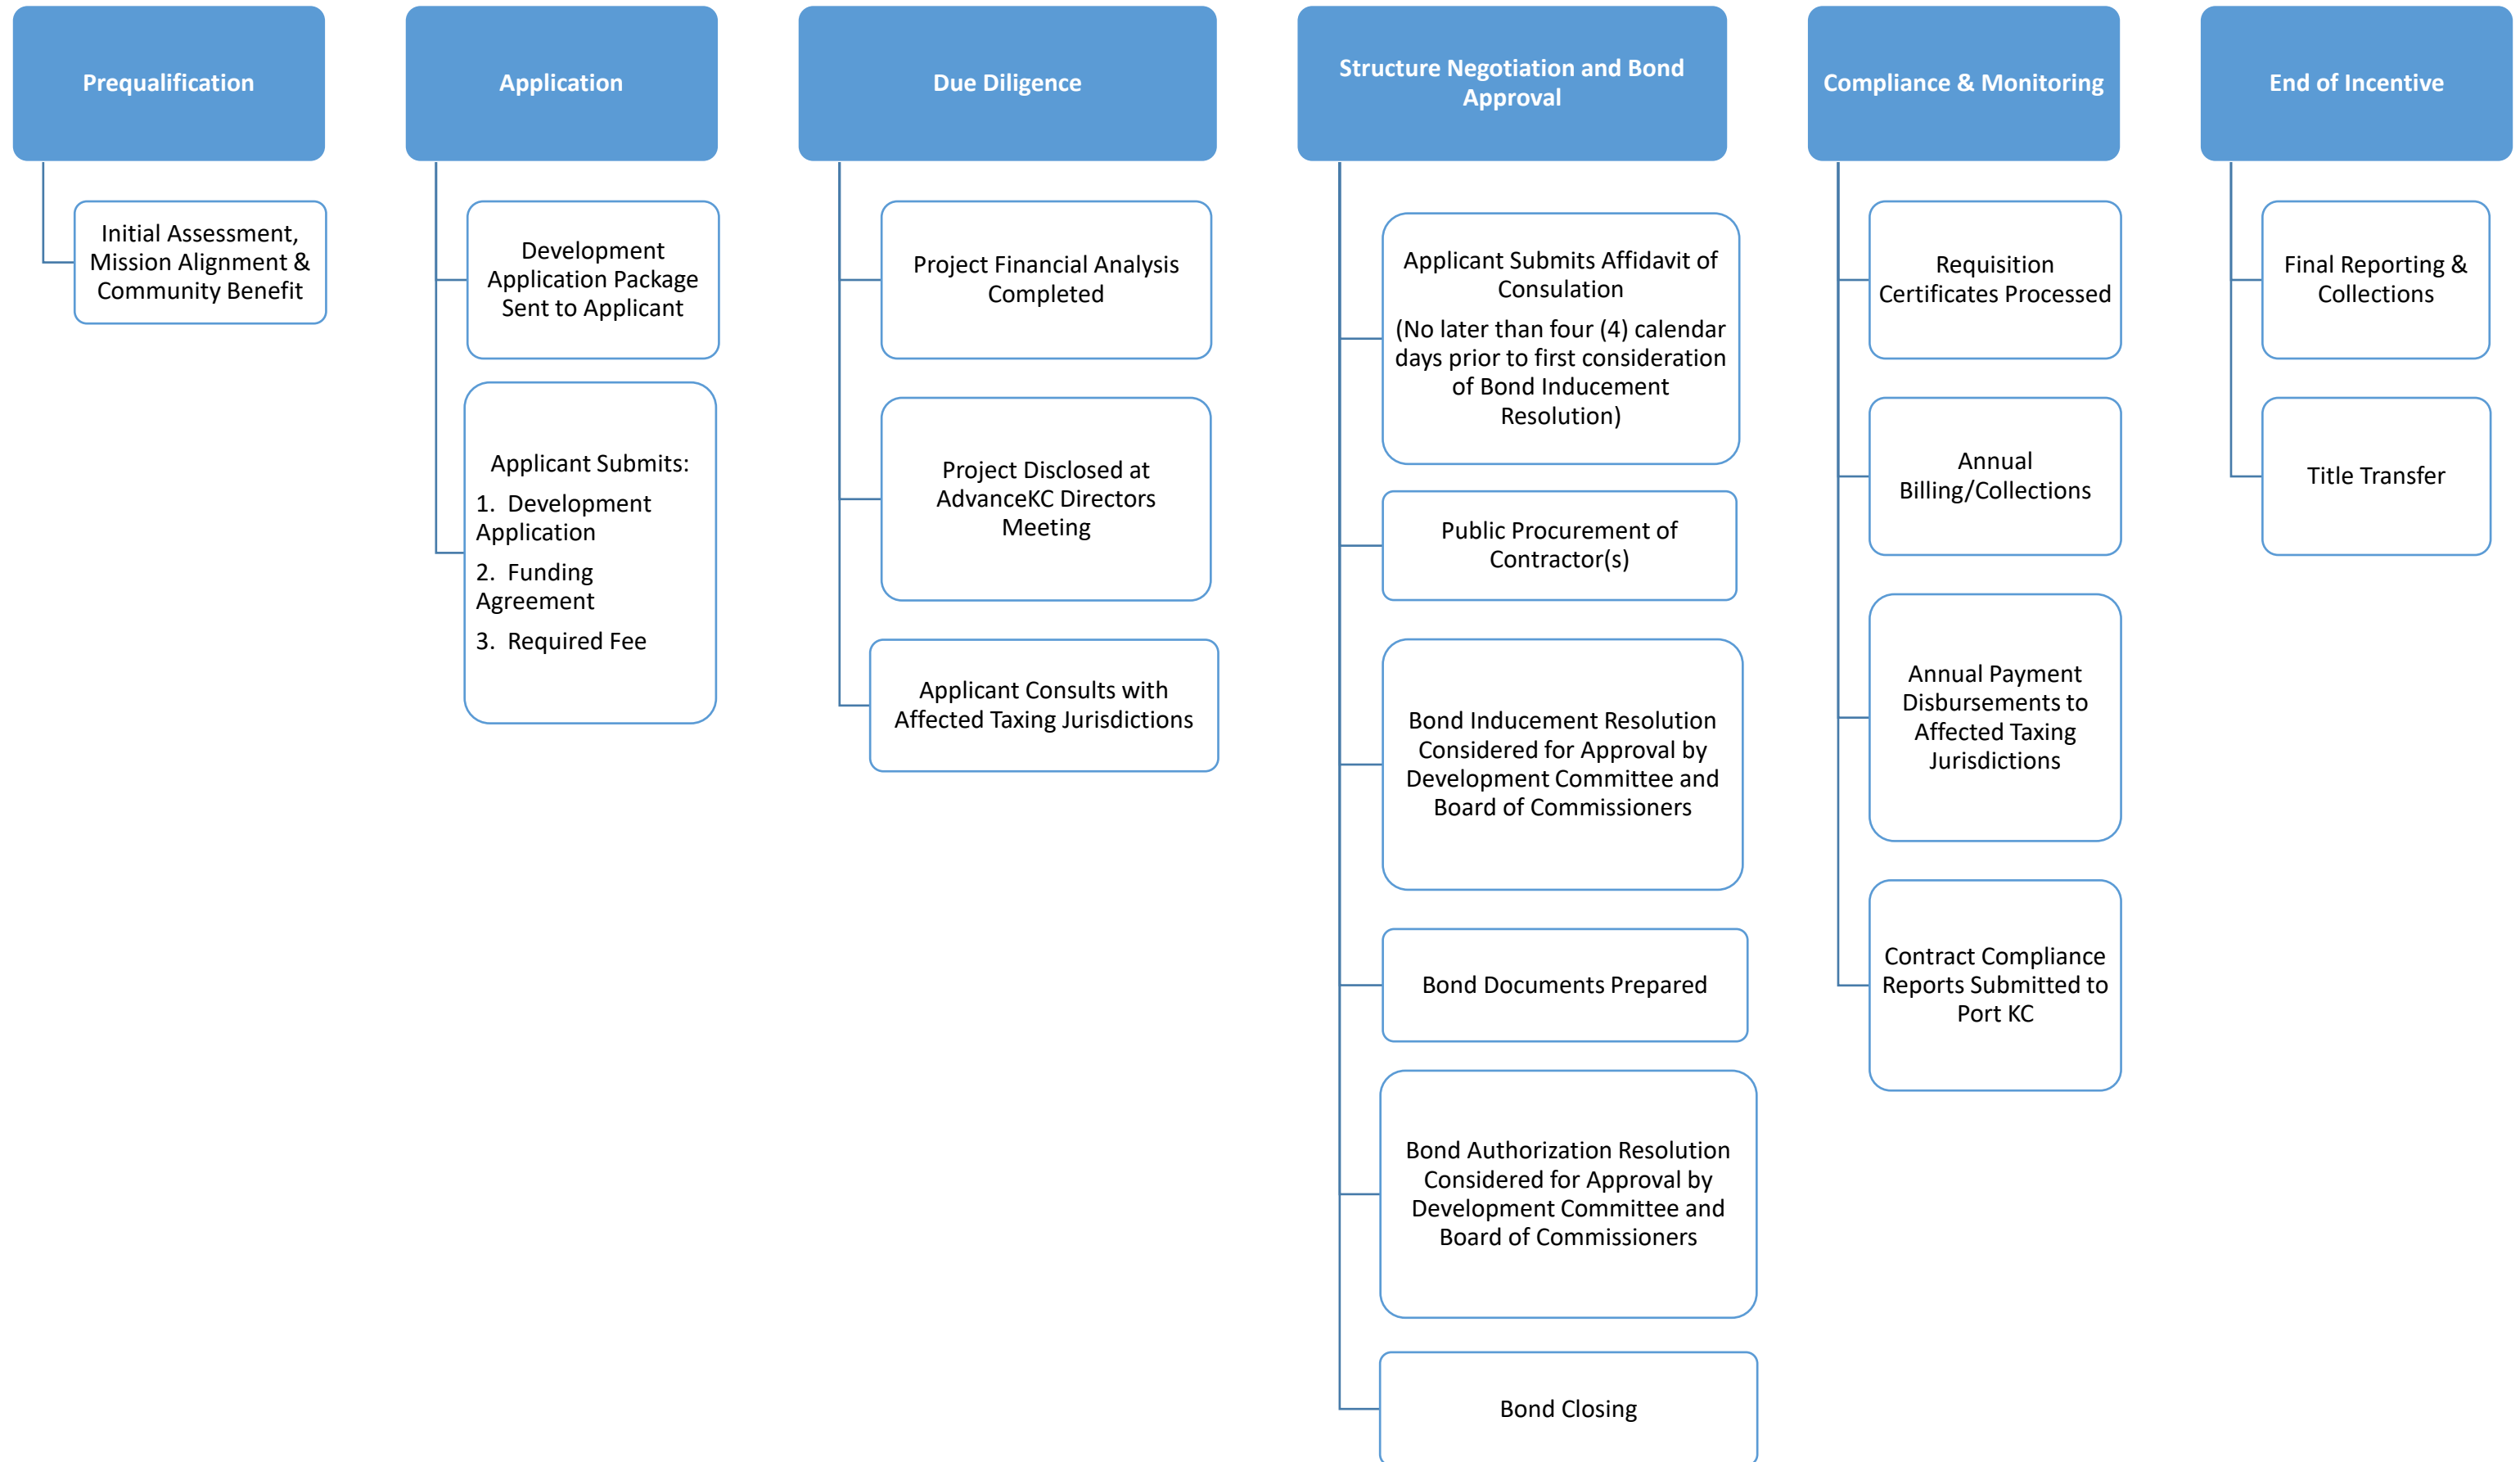 Prequalification
Initial Assessment,
Mission Alignment &
Community Benefit
Application
Development
Application Package
Sent to Applicant
Applicant Submits:
1. Development
Application
2. Funding
Agreement
3. Required Fee
Due Diligence
Project Financial Analysis
Completed
Project Disclosed at
AdvanceKC Directors
Meeting
Applicant Consults with
Affected Taxing Jurisdictions
Structure Negotiation and Bond
Approval
Applicant Submits Affidavit of
Consulation
(No later than four (4) calendar
days prior to first consideration
of Bond Inducement
Resolution)
Public Procurement of
Contractor(s)
Bond Inducement Resolution
Considered for Approval by
Development Committee and
Board of Commissioners
Bond Documents Prepared
Bond Authorization Resolution
Considered for Approval by
Development Committee and
Board of Commissioners
Bond Closing
Compliance & Monitoring
Requisition
Certificates Processed
Annual
Billing/Collections
Annual Payment
Disbursements to
Affected Taxing
Jurisdictions
Contract Compliance
Reports Submitted to
Port KC
End of Incentive
Final Reporting &
Collections
Title Transfer